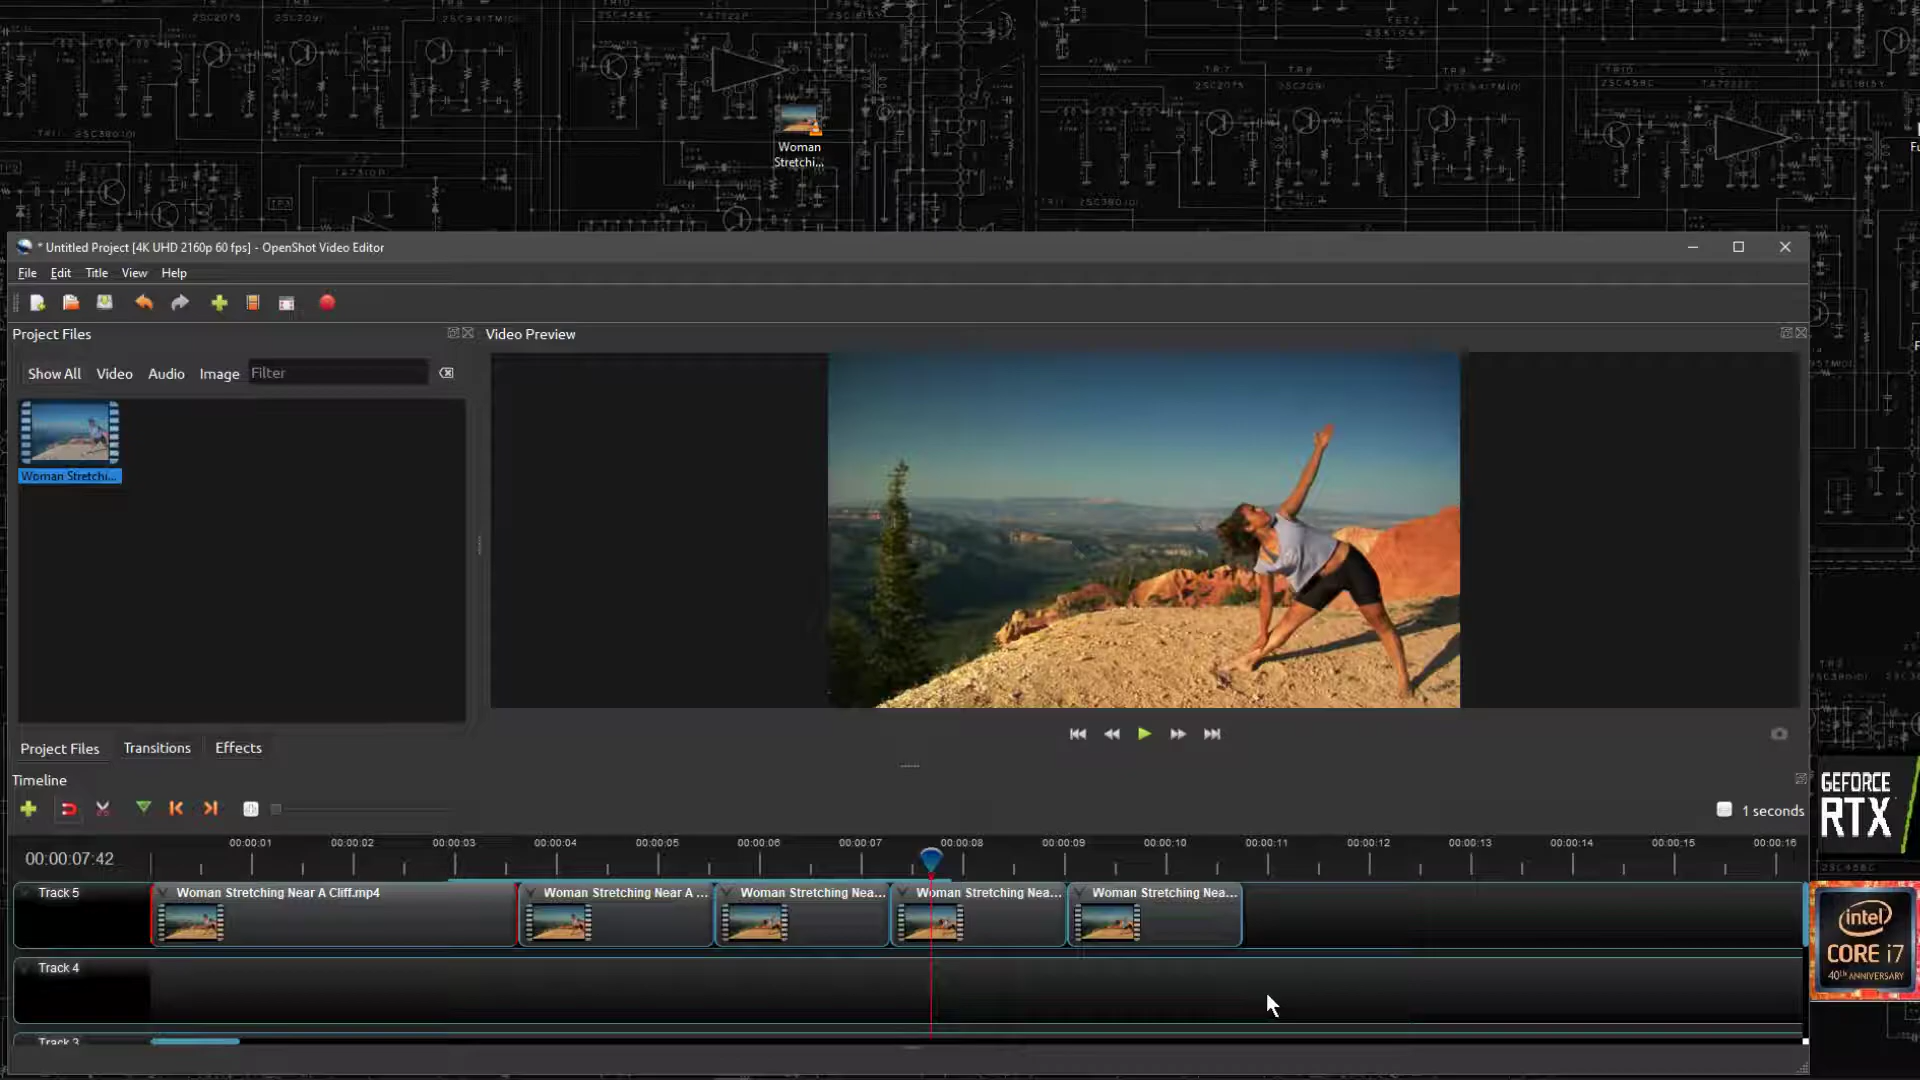 Woman
Stretchi...
* Untitled Project [4K UHD 2160p 60 fps] - OpenShot Video Editor
File Edit Title View Help
Project Files
Video Preview
Show All Video Audio Image Filter
Woman Stretchi...
Project Files Transitions Effects
Timeline
1 seconds
00:00:07:42
00:00:01 00:00:02 00:00:03 00:00:04 00:00:05 00:00:06 00:00:07 00:00:08 00:00:09 00:00:10 00:00:11 00:00:12 00:00:13 00:00:14 00:00:15 00:00:16
Track 5
Woman Stretching Near A Cliff.mp4
Woman Stretching Near A ...
Woman Stretching Nea...
Woman Stretching Nea...
Woman Stretching Nea...
Track 4
Track 3
GEFORCE
RTX
intel
CORE i7
40th ANNIVERSARY